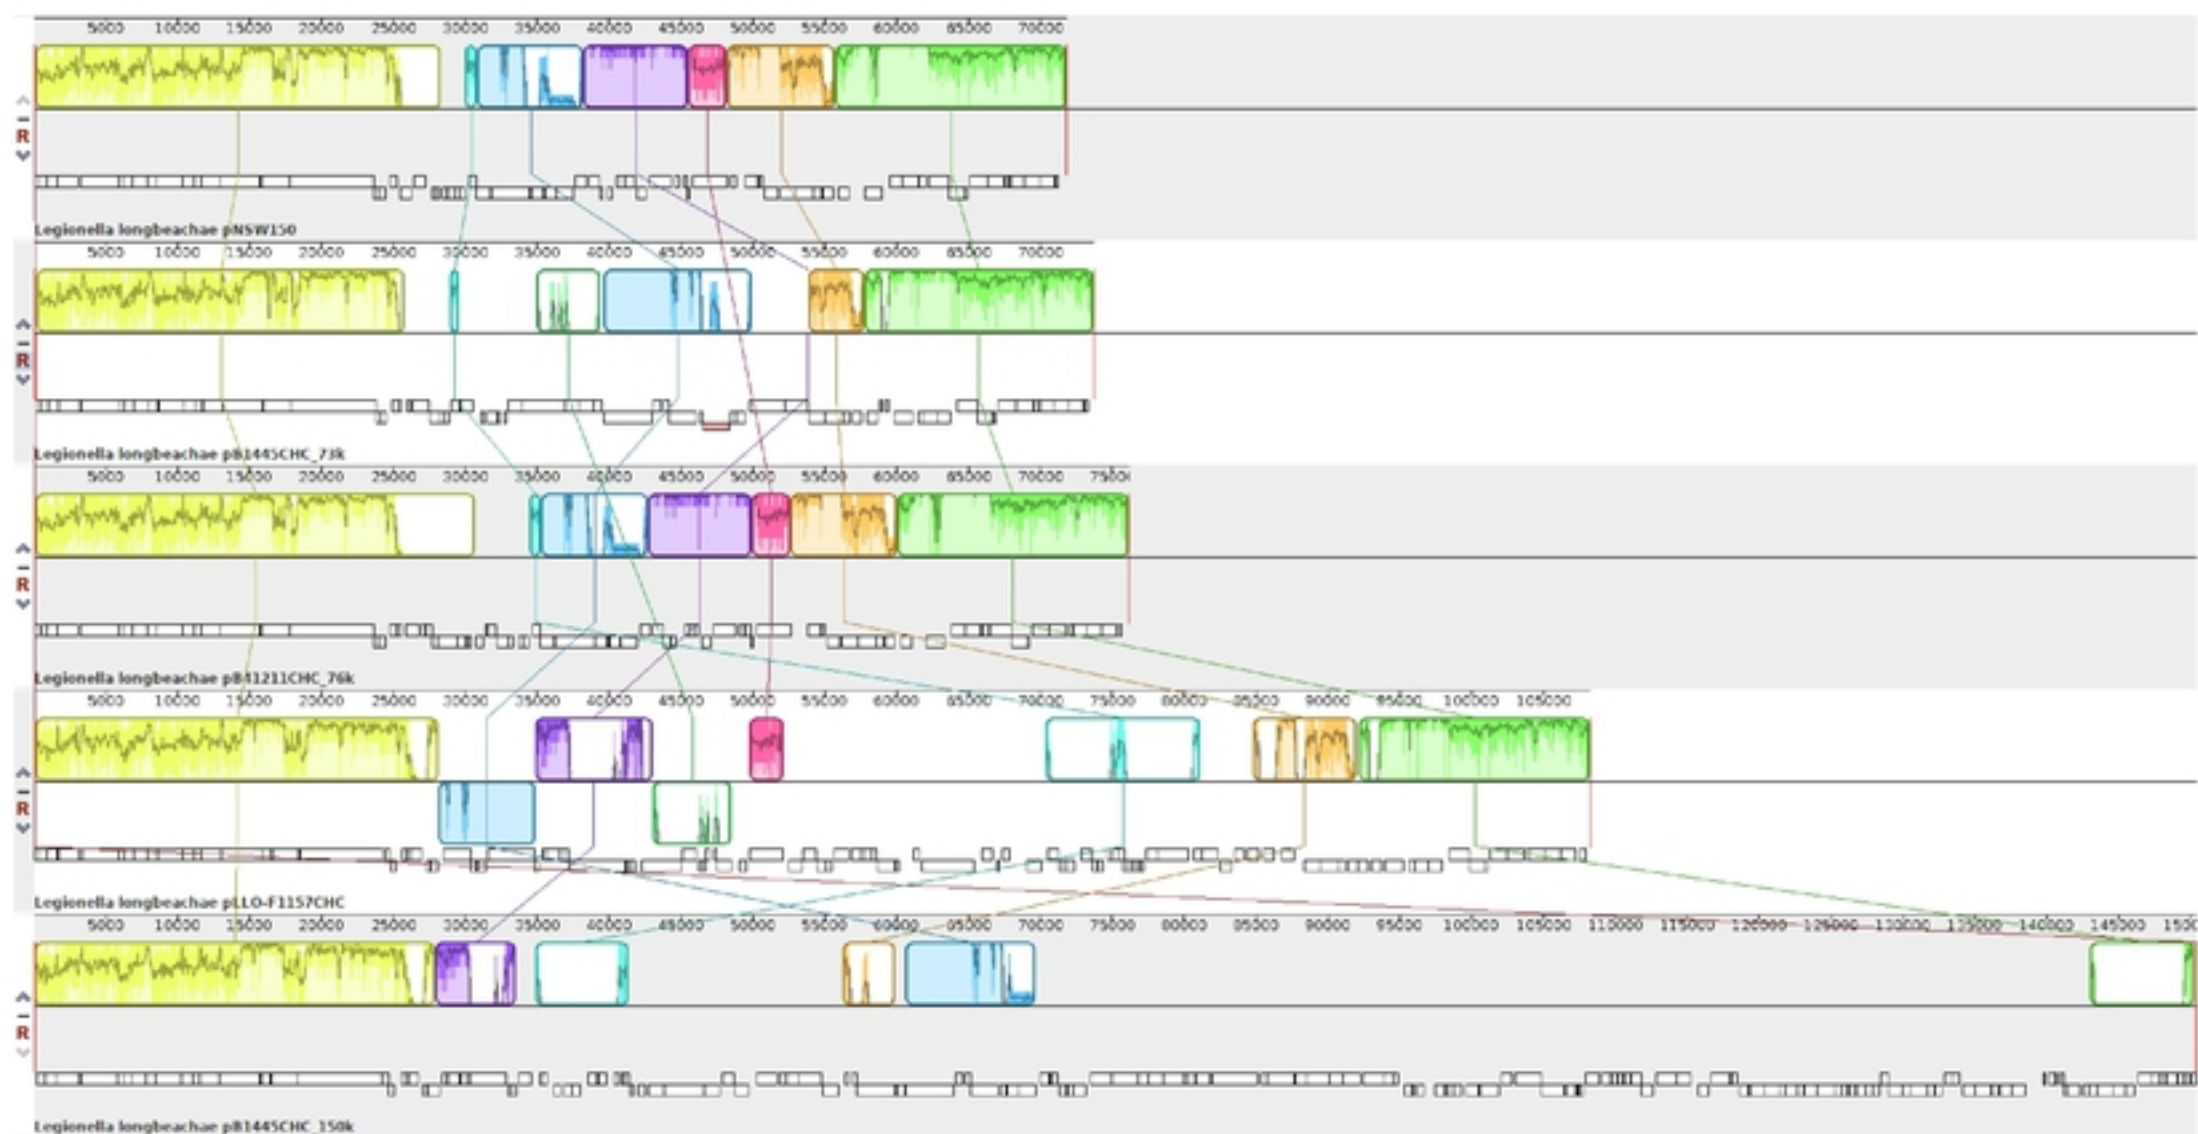 5000 10000 15000 20000 25000 30000 35000 40000 45000 50000 55000 60000 65000 70000
R
Legionella longbeachae pNSW150
5000 10000 15000 20000 25000 30000 35000 40000 45000 50000 55000 60000 65000 70000
R
Legionella longbeachae pB1445CHC_73k
5000 10000 15000 20000 25000 30000 35000 40000 45000 50000 55000 60000 65000 70000
R
Legionella longbeachae pB41211CHC_76k
5000 10000 15000 20000 25000 30000 35000 40000 45000 50000 55000 60000 65000 70000 75000 80000 85000 90000 95000 100000 105000
R
Legionella longbeachae pLLO-F1157CHC
5000 10000 15000 20000 25000 30000 35000 40000 45000 50000 55000 60000 65000 70000 75000 80000 85000 90000 95000 100000 105000 110000 115000 120000 125000 130000 135000 140000 145000
R
Legionella longbeachae pB1445CHC_150k